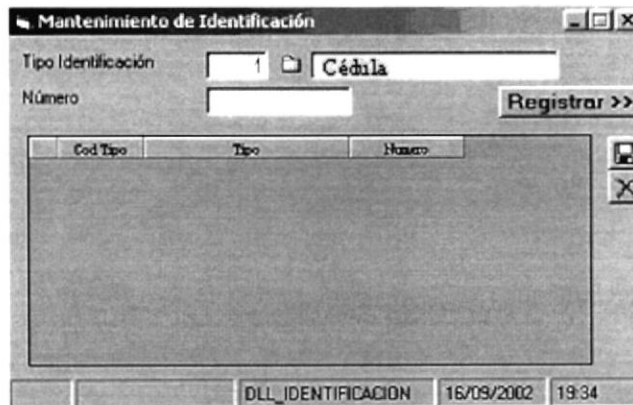 Mantenimiento de Identificación
Tipo Identificación 1 Cédula
Número
Registrar >>
Cod Tipo Tipo Numero
DLL_IDENTIFICACION 16/09/2002 19:34